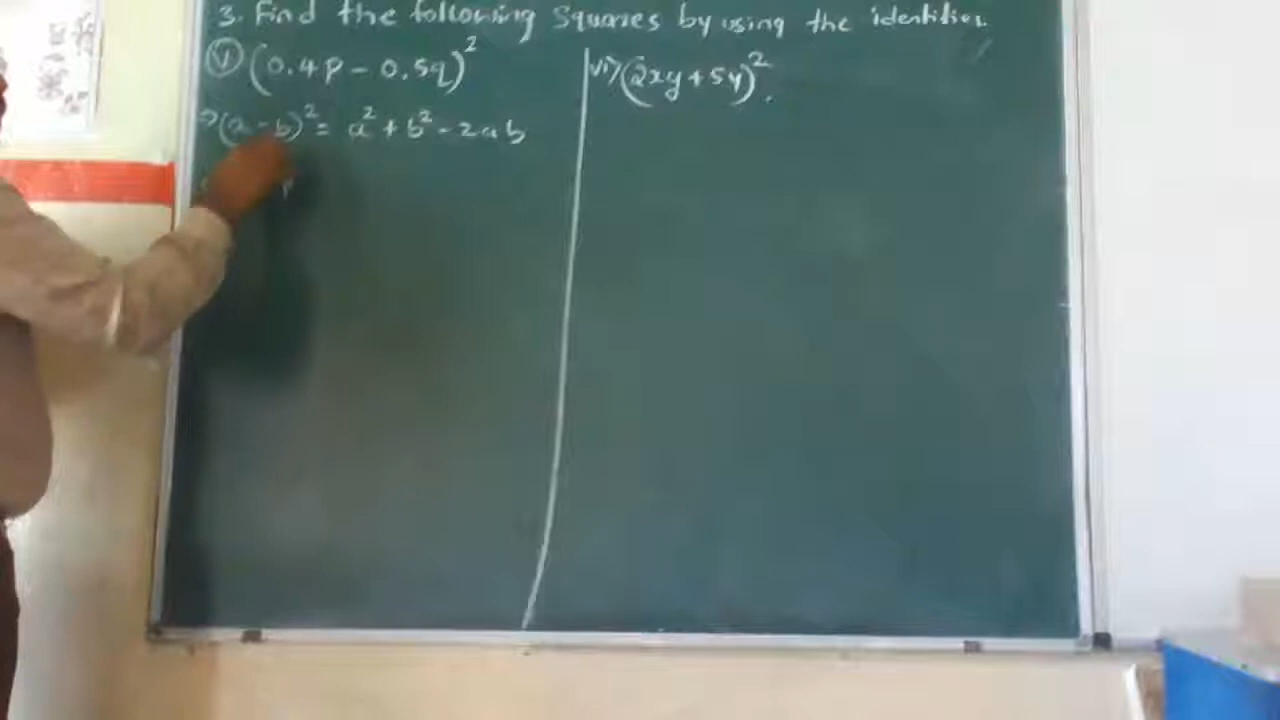 3. Find the following Squares by using the identities
(v) (0.4p - 0.5q)²
⇒ (a - b)² = a² + b² - 2ab
vi) (2xy + 5y)².